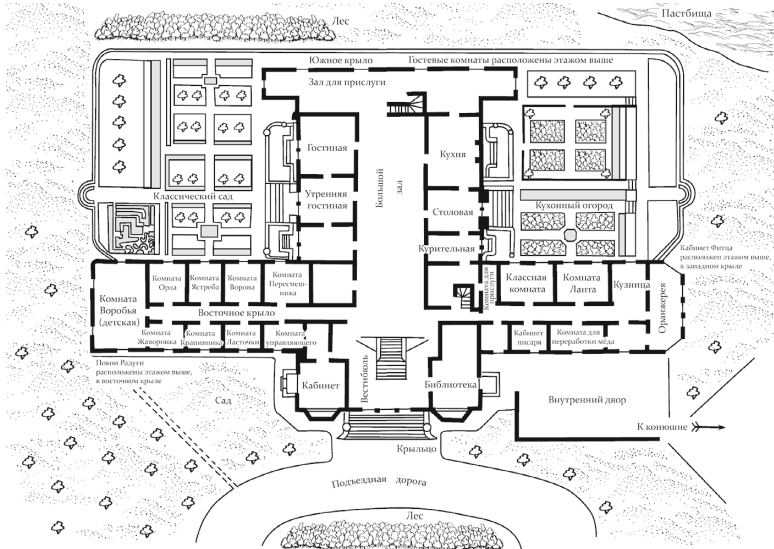 Лес
Пастбища
Южное крыло
Гостевые комнаты расположены этажом выше
Зал для прислуги
Гостиная
Большой
зал
Кухня
Утренняя
гостиная
Столовая
Классический сад
Кухонный огород
Курительная
Кабинет Фитца
расположен этажом выше,
в западном крыле
Комната
Орла
Комната
Ястреба
Комната
Ворона
Комната
Пересмеш-
ника
Комната для
прислуги
Классная
комната
Комната
Ланта
Кузница
Оранжерея
Комната
Воробья
(детская)
Восточное крыло
Комната
Жаворонка
Комната
Крапивника
Комната
Ласточки
Комната
управляющего
Кабинет
писаря
Комната для
переработки мёда
Покои Радуги
расположены этажом выше,
в восточном крыле
Кабинет
Вестибюль
Библиотека
Сад
Внутренний двор
К конюшне
Крыльцо
Подъездная дорога
Лес